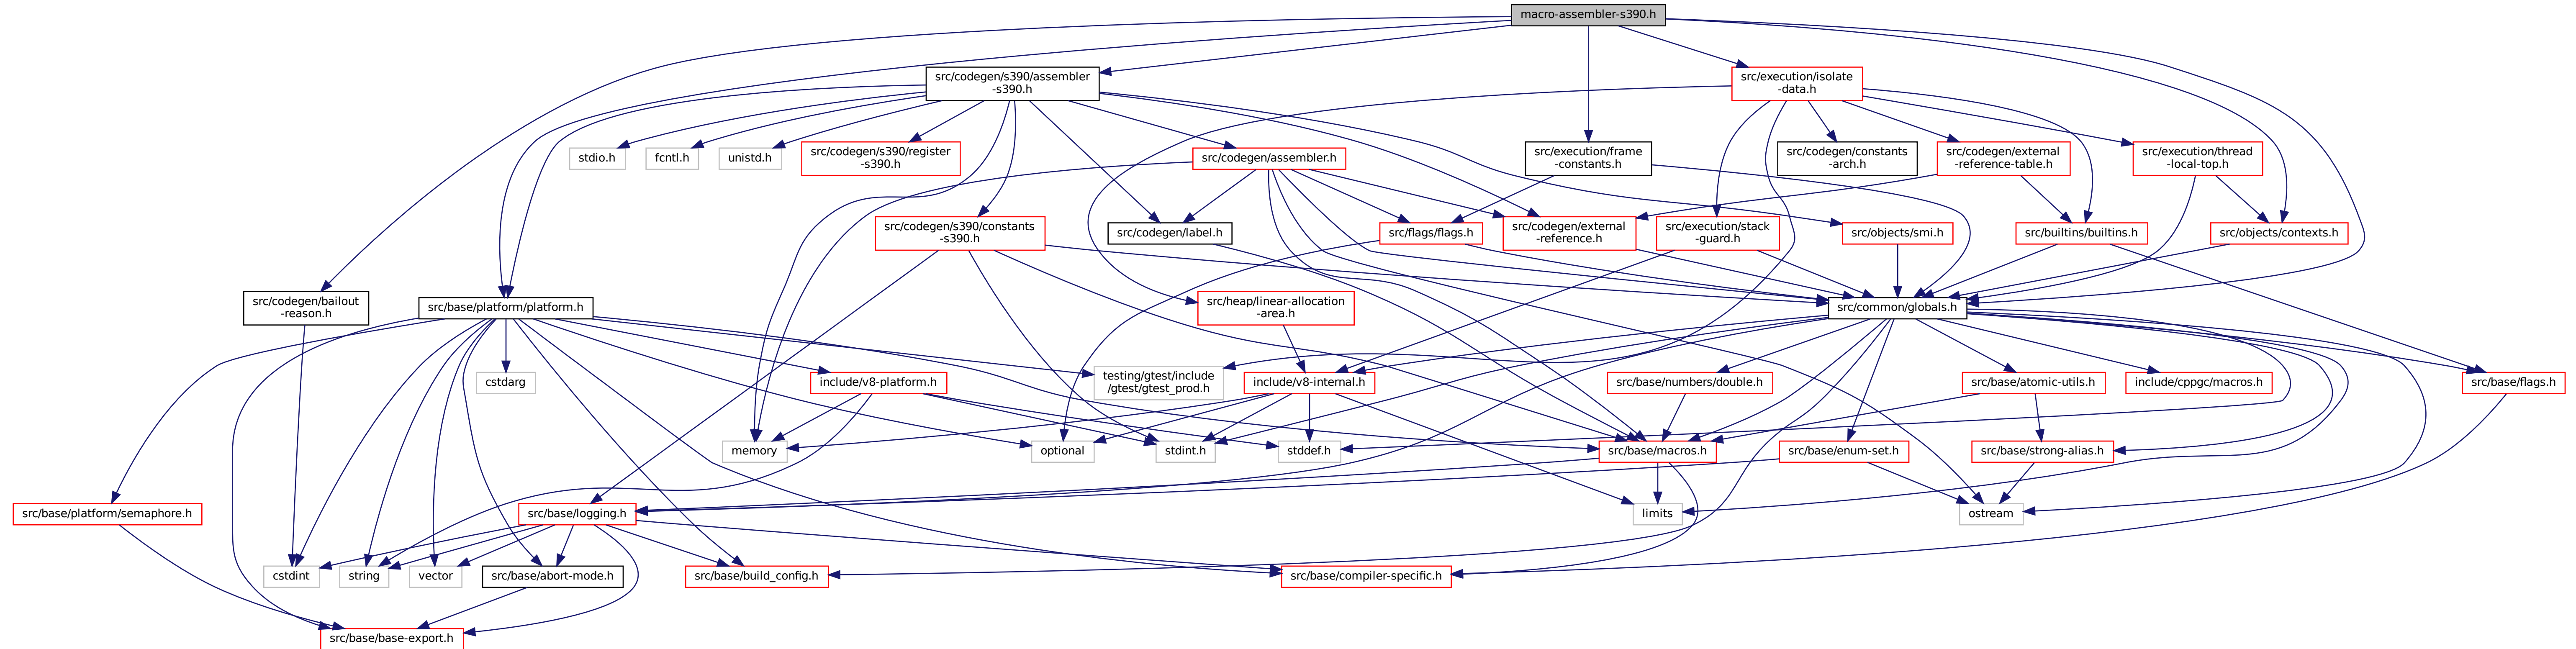 macro-assembler-s390.h
src/codegen/s390/assembler
-s390.h
src/execution/isolate
-data.h
stdio.h
fcntl.h
unistd.h
src/codegen/s390/register
-s390.h
src/codegen/assembler.h
src/execution/frame
-constants.h
src/codegen/constants
-arch.h
src/codegen/external
-reference-table.h
src/execution/thread
-local-top.h
src/codegen/s390/constants
-s390.h
src/codegen/label.h
src/flags/flags.h
src/codegen/external
-reference.h
src/execution/stack
-guard.h
src/objects/smi.h
src/builtins/builtins.h
src/objects/contexts.h
src/codegen/bailout
-reason.h
src/base/platform/platform.h
src/heap/linear-allocation
-area.h
src/common/globals.h
cstdarg
include/v8-platform.h
testing/gtest/include
/gtest/gtest_prod.h
include/v8-internal.h
src/base/numbers/double.h
src/base/atomic-utils.h
include/cppgc/macros.h
src/base/flags.h
memory
optional
stdint.h
stddef.h
src/base/macros.h
src/base/enum-set.h
src/base/strong-alias.h
src/base/platform/semaphore.h
src/base/logging.h
limits
ostream
cstdint
string
vector
src/base/abort-mode.h
src/base/build_config.h
src/base/compiler-specific.h
src/base/base-export.h